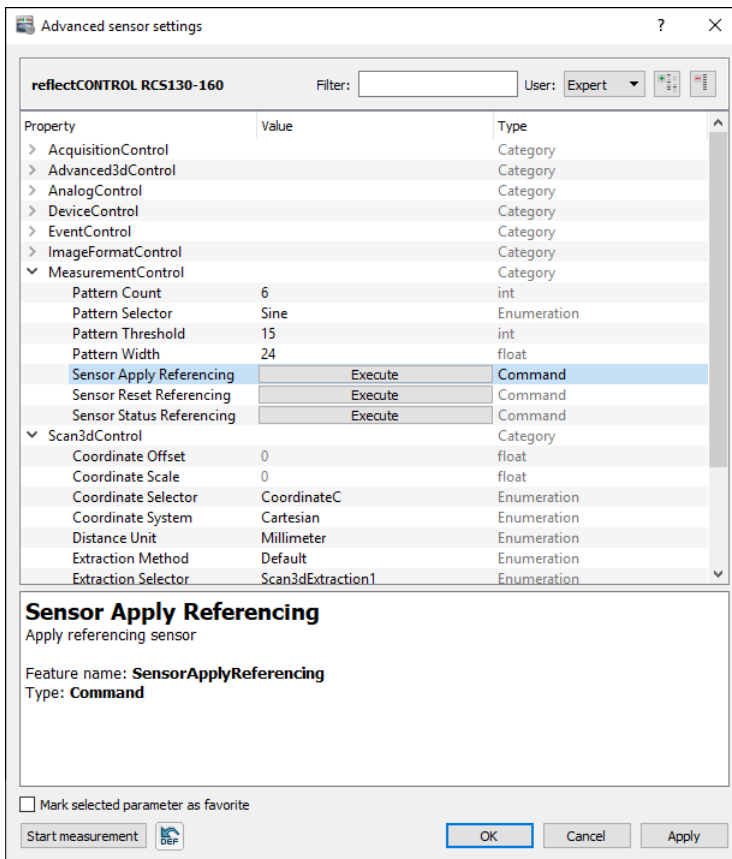 Advanced sensor settings ? ×
reflectCONTROL RCS130-160 Filter: User: Expert
Property Value Type
AcquisitionControl Category
Advanced3dControl Category
AnalogControl Category
DeviceControl Category
EventControl Category
ImageFormatControl Category
MeasurementControl Category
Pattern Count 6 int
Pattern Selector Sine Enumeration
Pattern Threshold 15 int
Pattern Width 24 float
Sensor Apply Referencing Execute Command
Sensor Reset Referencing Execute Command
Sensor Status Referencing Execute Command
Scan3dControl Category
Coordinate Offset 0 float
Coordinate Scale 0 float
Coordinate Selector CoordinateC Enumeration
Coordinate System Cartesian Enumeration
Distance Unit Millimeter Enumeration
Extraction Method Default Enumeration
Extraction Selector Scan3dExtraction1 Enumeration
Sensor Apply Referencing
Apply referencing sensor
Feature name: SensorApplyReferencing
Type: Command
Mark selected parameter as favorite
Start measurement DEF OK Cancel Apply